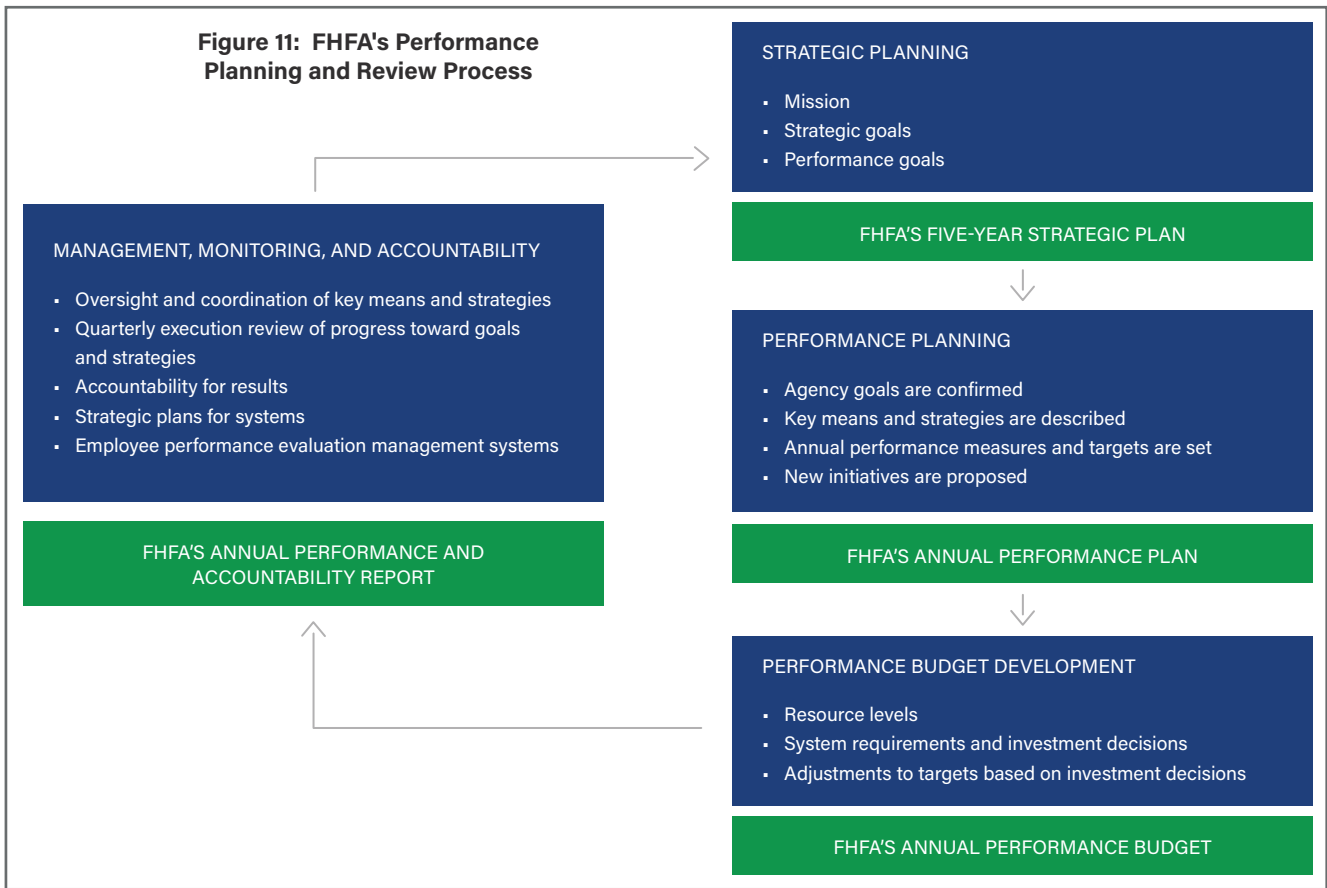 Figure 11:  FHFA's Performance
Planning and Review Process
STRATEGIC PLANNING
▪ Mission
▪ Strategic goals
▪ Performance goals
FHFA'S FIVE-YEAR STRATEGIC PLAN
PERFORMANCE PLANNING
▪ Agency goals are confirmed
▪ Key means and strategies are described
▪ Annual performance measures and targets are set
▪ New initiatives are proposed
FHFA'S ANNUAL PERFORMANCE PLAN
PERFORMANCE BUDGET DEVELOPMENT
▪ Resource levels
▪ System requirements and investment decisions
▪ Adjustments to targets based on investment decisions
FHFA'S ANNUAL PERFORMANCE BUDGET
MANAGEMENT, MONITORING, AND ACCOUNTABILITY
▪ Oversight and coordination of key means and strategies
▪ Quarterly execution review of progress toward goals
and strategies
▪ Accountability for results
▪ Strategic plans for systems
▪ Employee performance evaluation management systems
FHFA'S ANNUAL PERFORMANCE AND
ACCOUNTABILITY REPORT